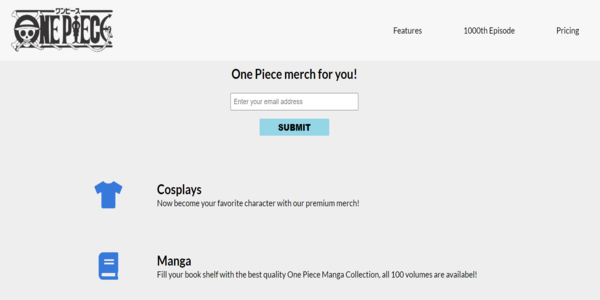 ワンピース
ONE PIECE
Features 1000th Episode Pricing
One Piece merch for you!
Enter your email address
SUBMIT
Cosplays
Now become your favorite character with our premium merch!
Manga
Fill your book shelf with the best quality One Piece Manga Collection, all 100 volumes are availabel!